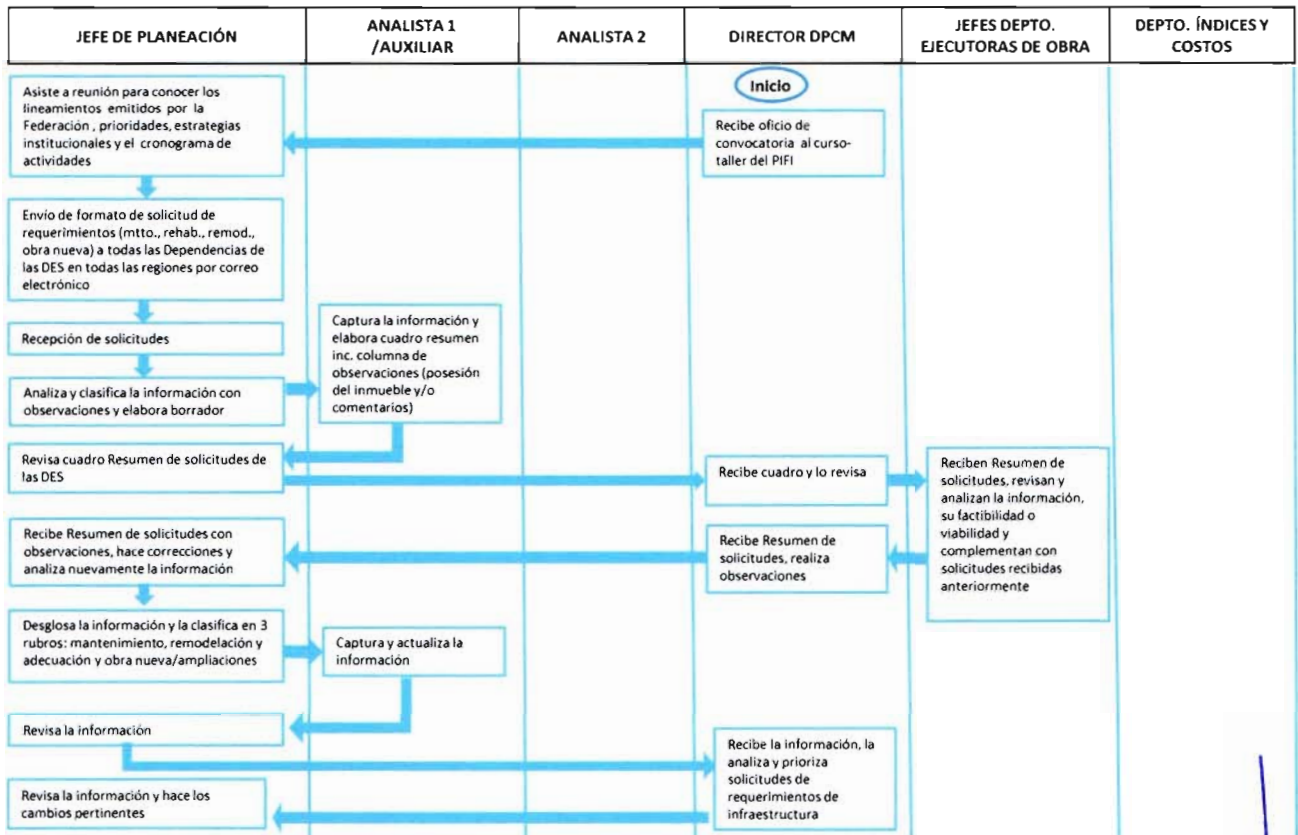 JEFE DE PLANEACIÓN
ANALISTA 1
/AUXILIAR
ANALISTA 2
DIRECTOR DPCM
JEFES DEPTO.
EJECUTORAS DE OBRA
DEPTO. ÍNDICES Y
COSTOS
Inicio
Recibe oficio de
convocatoria al curso-
taller del PIFI
Asiste a reunión para conocer los
lineamientos emitidos por la
Federación , prioridades, estrategias
institucionales y el cronograma de
actividades
Envío de formato de solicitud de
requerimientos (mtto., rehab., remod.,
obra nueva) a todas las Dependencias de
las DES en todas las regiones por correo
electrónico
Recepción de solicitudes
Analiza y clasifica la información con
observaciones y elabora borrador
Captura la información y
elabora cuadro resumen
inc. columna de
observaciones (posesión
del inmueble y/o
comentarios)
Revisa cuadro Resumen de solicitudes de
las DES
Recibe cuadro y lo revisa
Reciben Resumen de
solicitudes, revisan y
analizan la información,
su factibilidad o
viabilidad y
complementan con
solicitudes recibidas
anteriormente
Recibe Resumen de
solicitudes, realiza
observaciones
Recibe Resumen de solicitudes con
observaciones, hace correcciones y
analiza nuevamente la información
Desglosa la información y la clasifica en 3
rubros: mantenimiento, remodelación y
adecuación y obra nueva/ampliaciones
Captura y actualiza la
información
Revisa la información
Recibe la información, la
analiza y prioriza
solicitudes de
requerimientos de
infraestructura
Revisa la información y hace los
cambios pertinentes